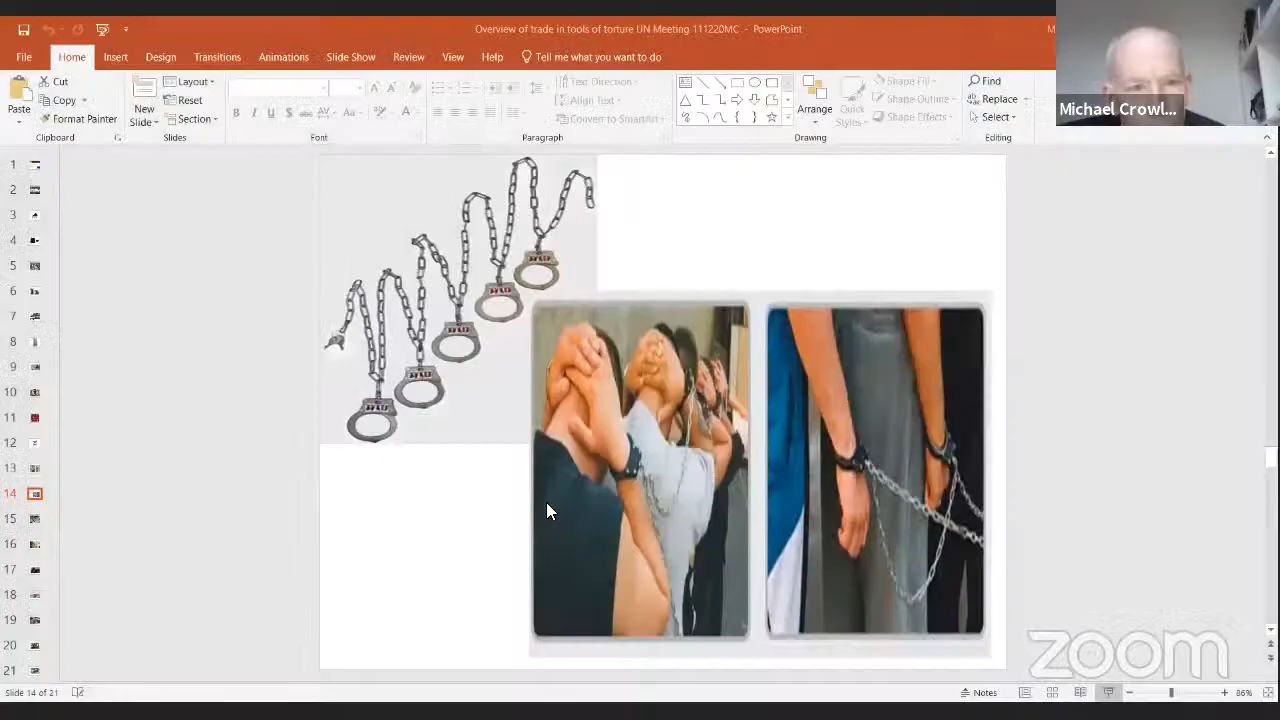 Overview of trade in tools of torture UN Meeting 111220MC - PowerPoint
M
File Home Insert Design Transitions Animations Slide Show Review View Help Tell me what you want to do
Paste
Cut
Copy
Format Painter
Clipboard
New
Slide
Layout
Reset
Section
Slides
B I U S abc AV Aa A
Font
Text Direction
Align Text
Convert to SmartArt
Paragraph
Arrange
Quick
Styles
Shape Fill
Shape Outline
Shape Effects
Drawing
Find
Replace
Select
Editing
Michael Crowl...
1
2
3
4
5
6
7
8
9
10
11
12
13
14
15
16
17
18
19
20
21
zoom
Slide 14 of 21
Notes
86%